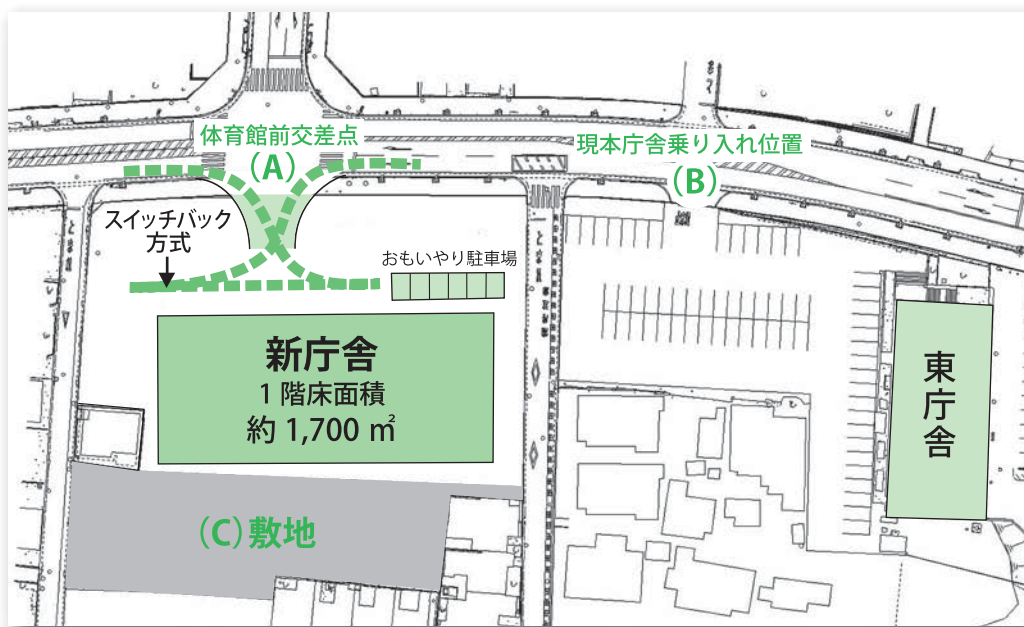 体育館前交差点
(A)
現本庁舎乗り入れ位置
(B)
スイッチバック
方式
おもいやり駐車場
新庁舎
1階床面積
約1,700㎡
東庁舎
(C)敷地